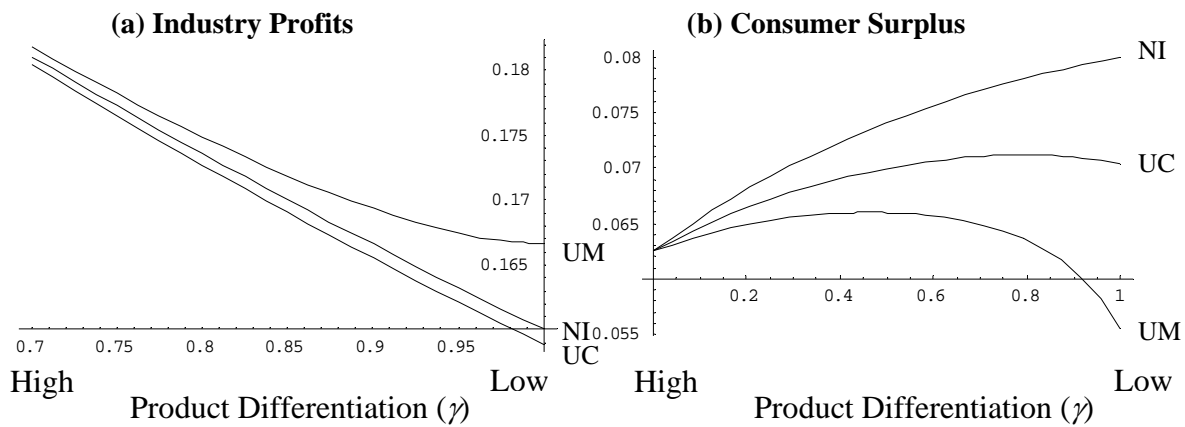 (a) Industry Profits
0.18
0.175
0.17
0.165
UM
NI
UC
0.7 0.75 0.8 0.85 0.9 0.95
High Low
Product Differentiation (γ)
(b) Consumer Surplus
0.08
0.075
0.07
0.065
0.055
NI
UC
UM
0.2 0.4 0.6 0.8 1
High Low
Product Differentiation (γ)